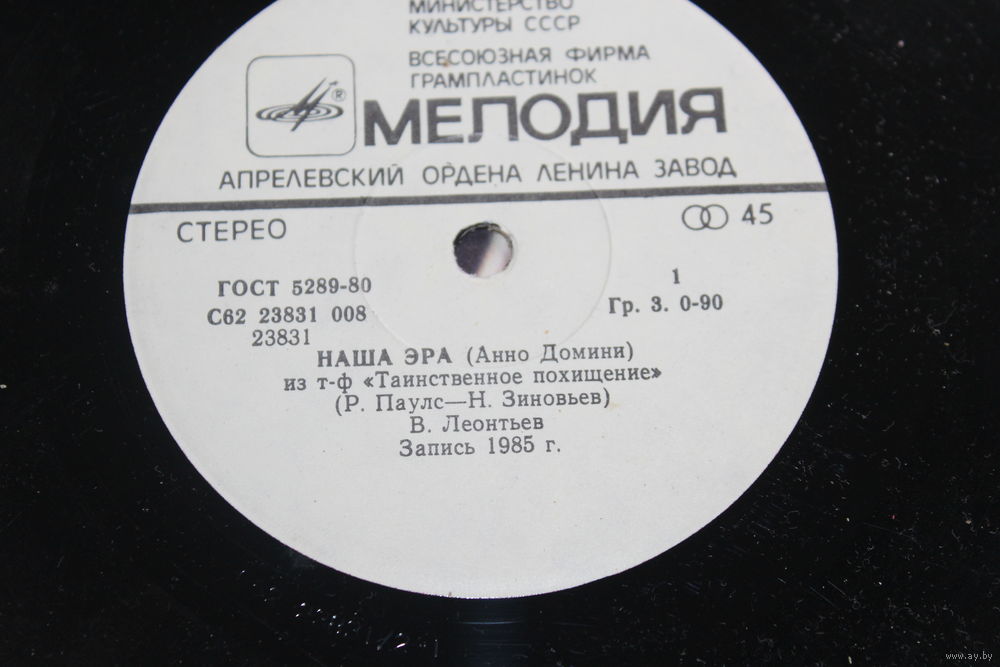 МИНИСТЕРСТВО
КУЛЬТУРЫ СССР
ВСЕСОЮЗНАЯ ФИРМА
ГРАМПЛАСТИНОК
®
МЕЛОДИЯ
АПРЕЛЕВСКИЙ ОРДЕНА ЛЕНИНА ЗАВОД
СТЕРЕО
45
ГОСТ 5289-80
1
С62 23831 008
Гр. 3. 0-90
23831
НАША ЭРА (Анно Домини)
из т-ф «Таинственное похищение»
(Р. Паулс—Н. Зиновьев)
В. Леонтьев
Запись 1985 г.
www.ay.by